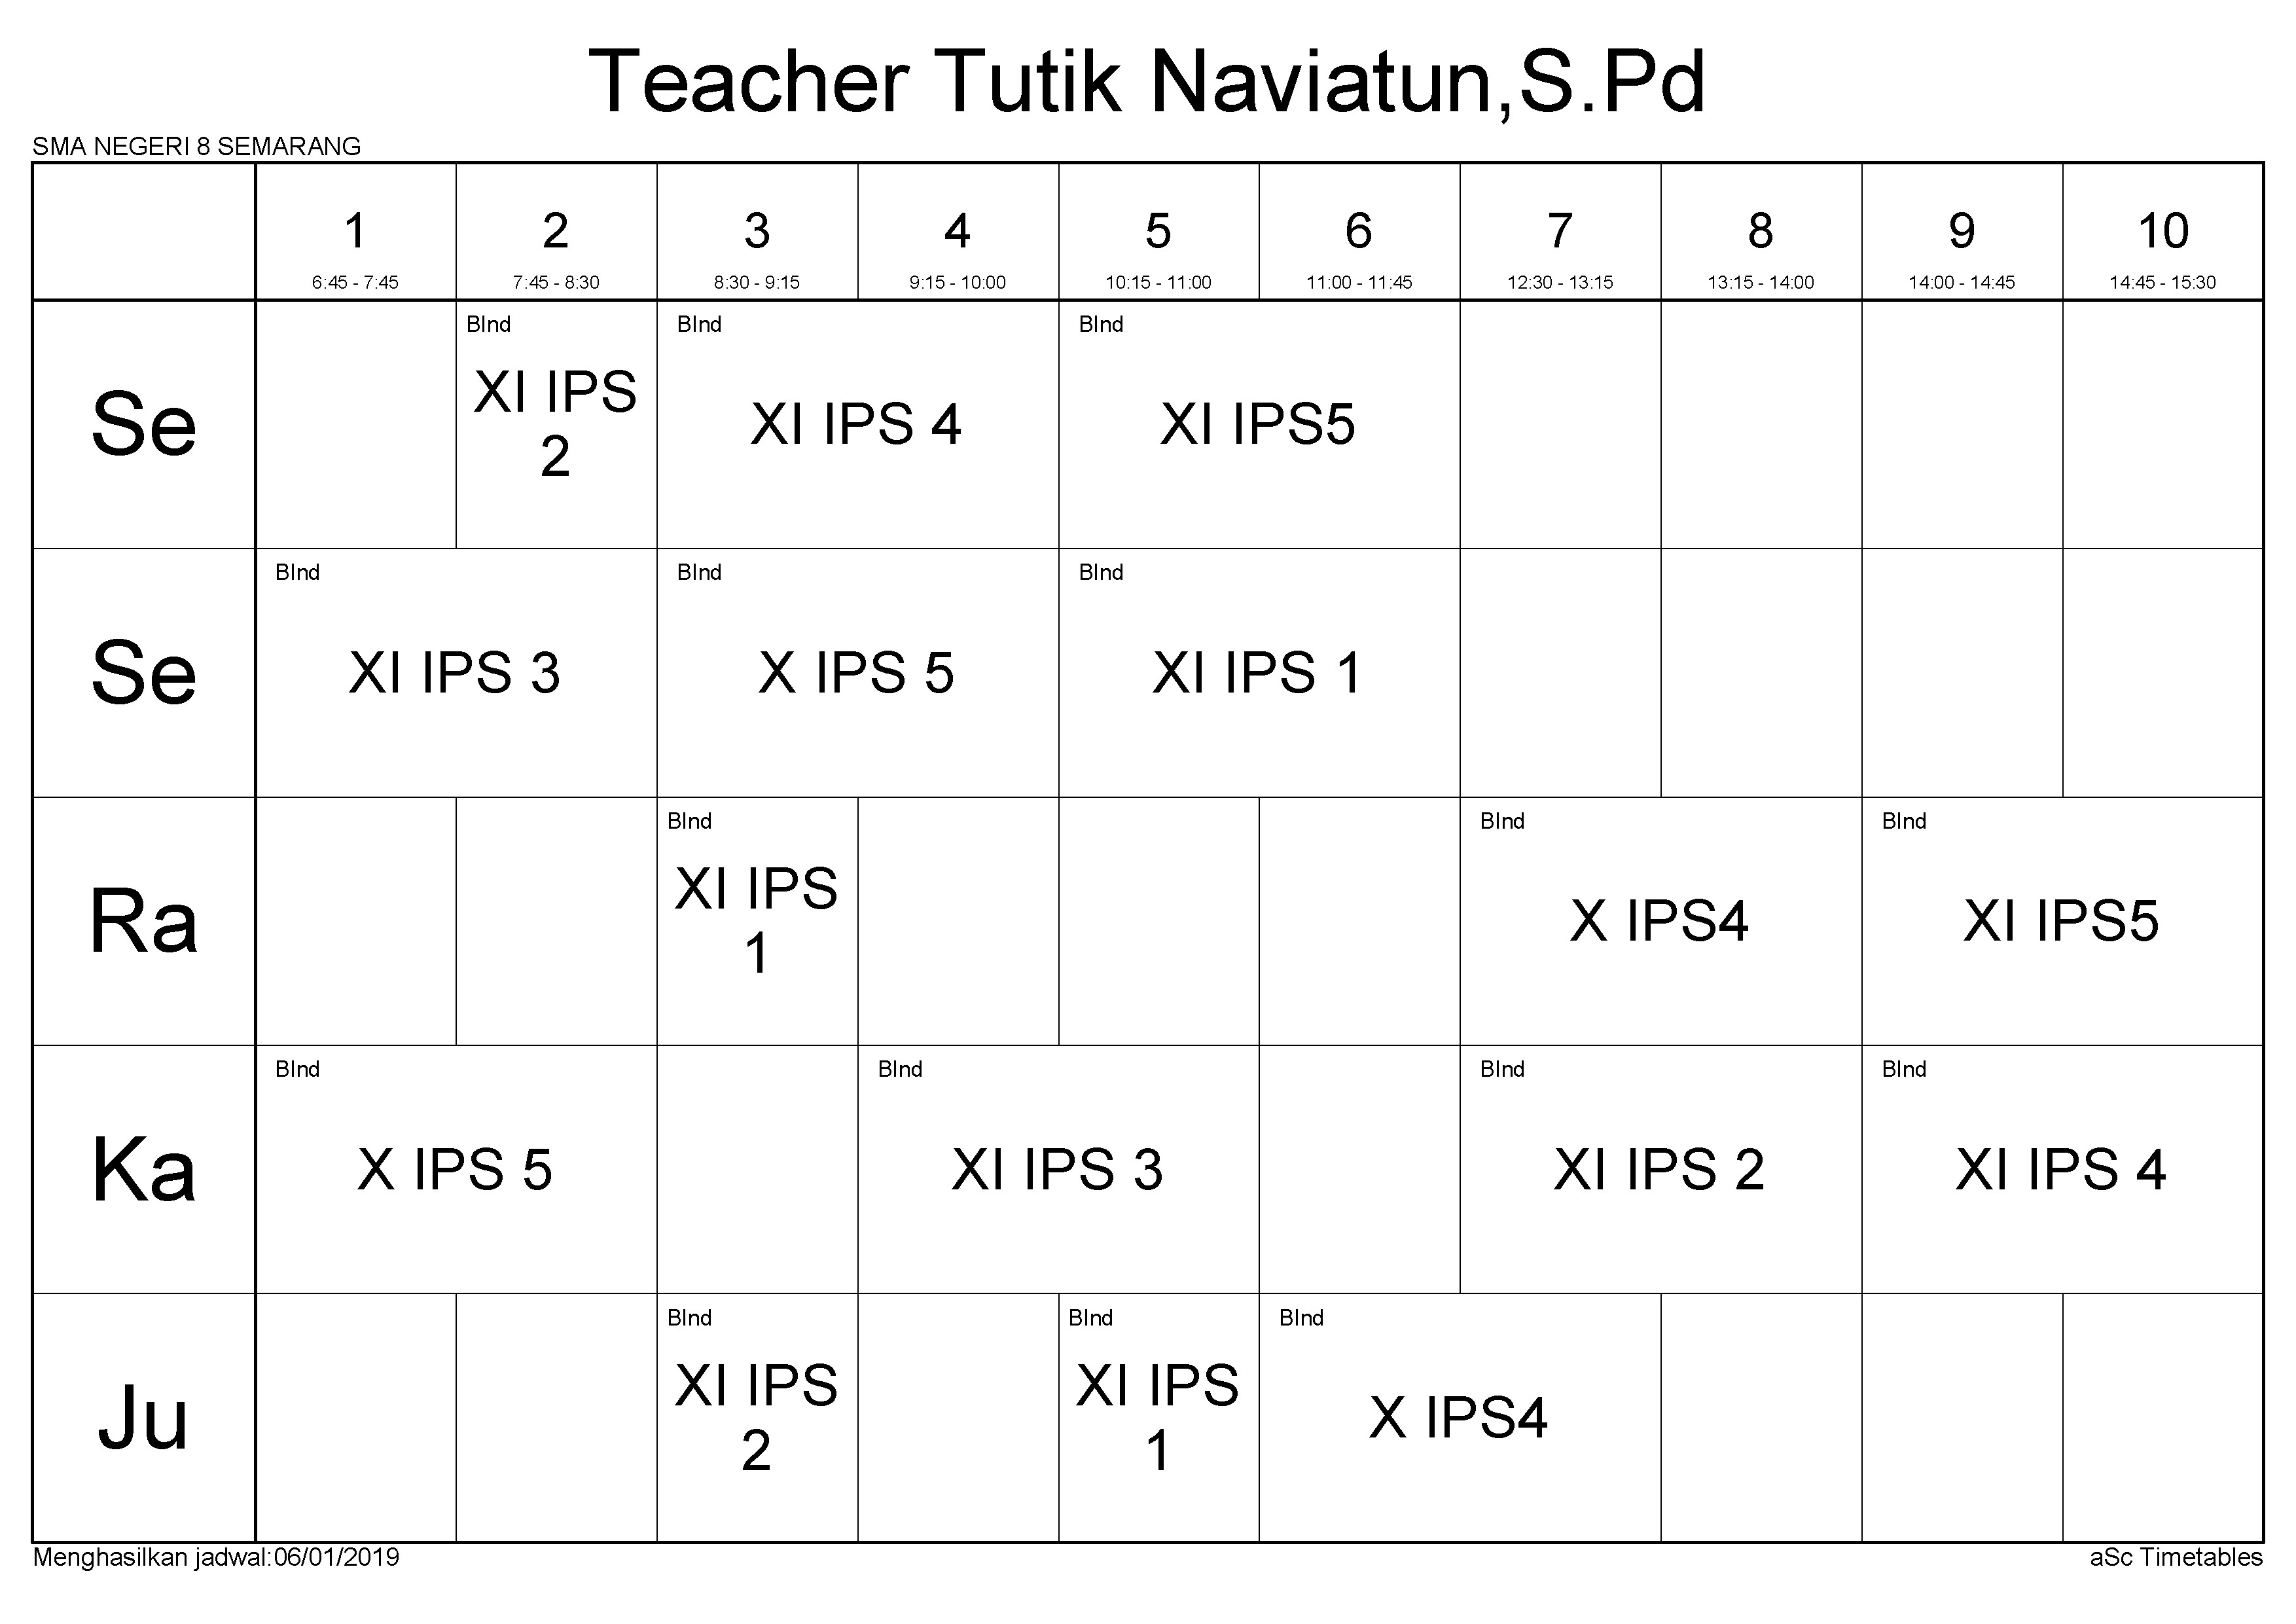 Teacher Tutik Naviatun,S.Pd
SMA NEGERI 8 SEMARANG
1 2 3 4 5 6 7 8 9 10
6:45 - 7:45 7:45 - 8:30 8:30 - 9:15 9:15 - 10:00 10:15 - 11:00 11:00 - 11:45 12:30 - 13:15 13:15 - 14:00 14:00 - 14:45 14:45 - 15:30
Se
BInd
XI IPS
2
BInd
XI IPS 4
BInd
XI IPS5
Se
BInd
XI IPS 3
BInd
X IPS 5
BInd
XI IPS 1
Ra
BInd
XI IPS
1
BInd
X IPS4
BInd
XI IPS5
Ka
BInd
X IPS 5
BInd
XI IPS 3
BInd
XI IPS 2
BInd
XI IPS 4
Ju
BInd
XI IPS
2
BInd
XI IPS
1
BInd
X IPS4
Menghasilkan jadwal:06/01/2019
aSc Timetables